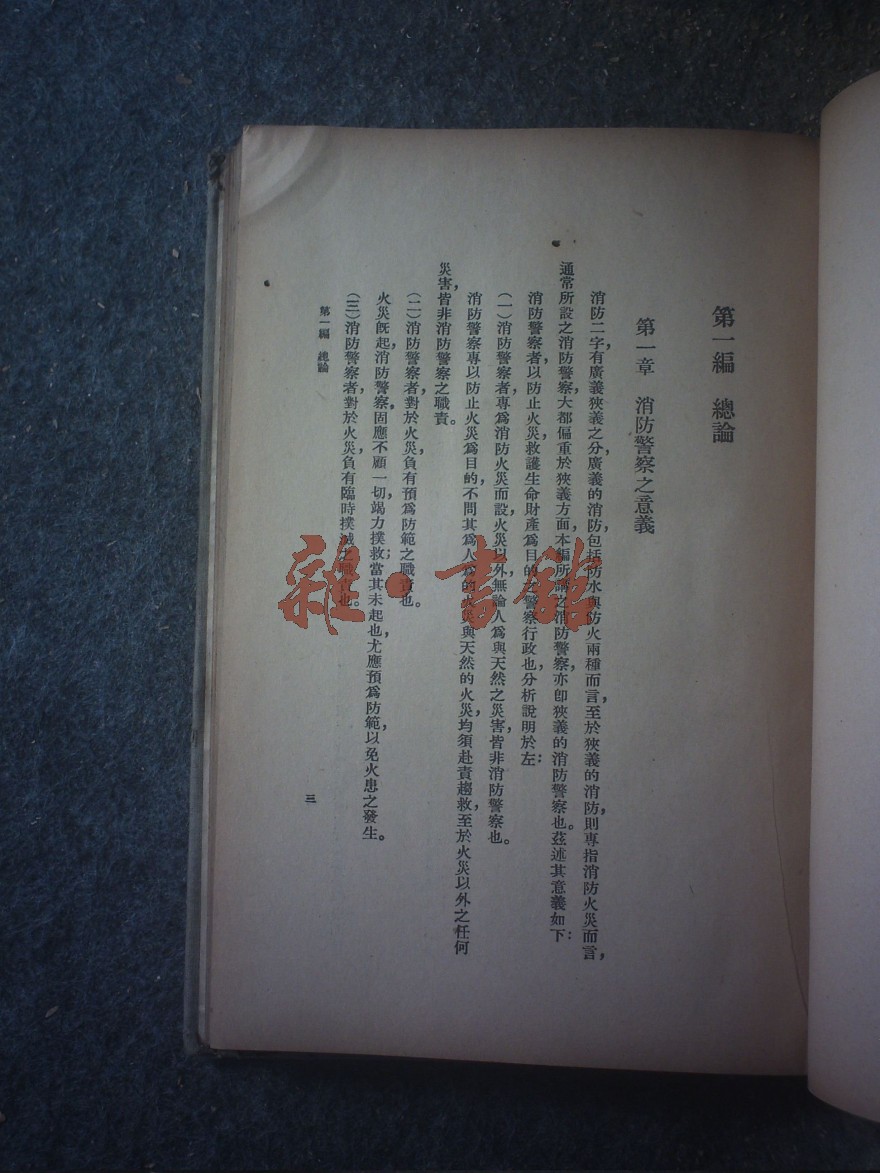 第一編　總論
第一章　消防警察之意義
消防二字，有廣義狹義之分，廣義的消防，包括防水與防火兩種而言，至於狹義的消防，則專指消防火災而言，
通常所設之消防警察，大都偏重於狹義方面，本編所講之消防警察，亦卽狹義的消防警察也。茲述其意義如下：
消防警察者，以防止火災，救護生命財產爲目的之警察行政也，分析說明於左：
（一）消防警察者，專爲消防火災而設，火災以外，無論人爲與天然之災害，皆非消防警察也。
消防警察專以防止火災爲目的，不問其爲人爲的火災，與天然的火災，均須赴責趨救，至於火災以外之任何
災害，皆非消防警察之職責。
（二）消防警察者，對於火災，負有預爲防範之職責也。
火災旣起，消防警察，固應不顧一切，竭力撲救；當其未起也，尤應預爲防範，以免火患之發生。
（三）消防警察者，對於火災，負有臨時撲滅之職責也。
第一編　總論
三
雜·書館